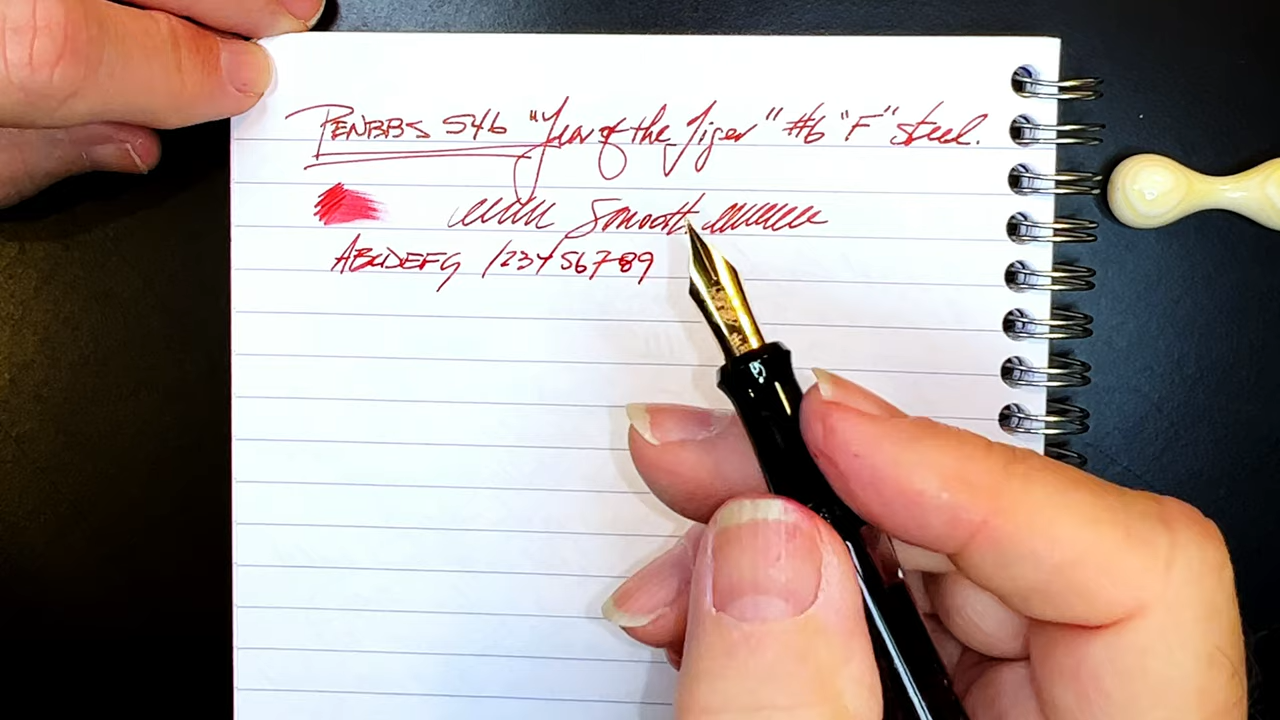 PENBBS 546 "Year of the Tiger" #6 "F" steel.
Smooth
ABCDEFG 123456789